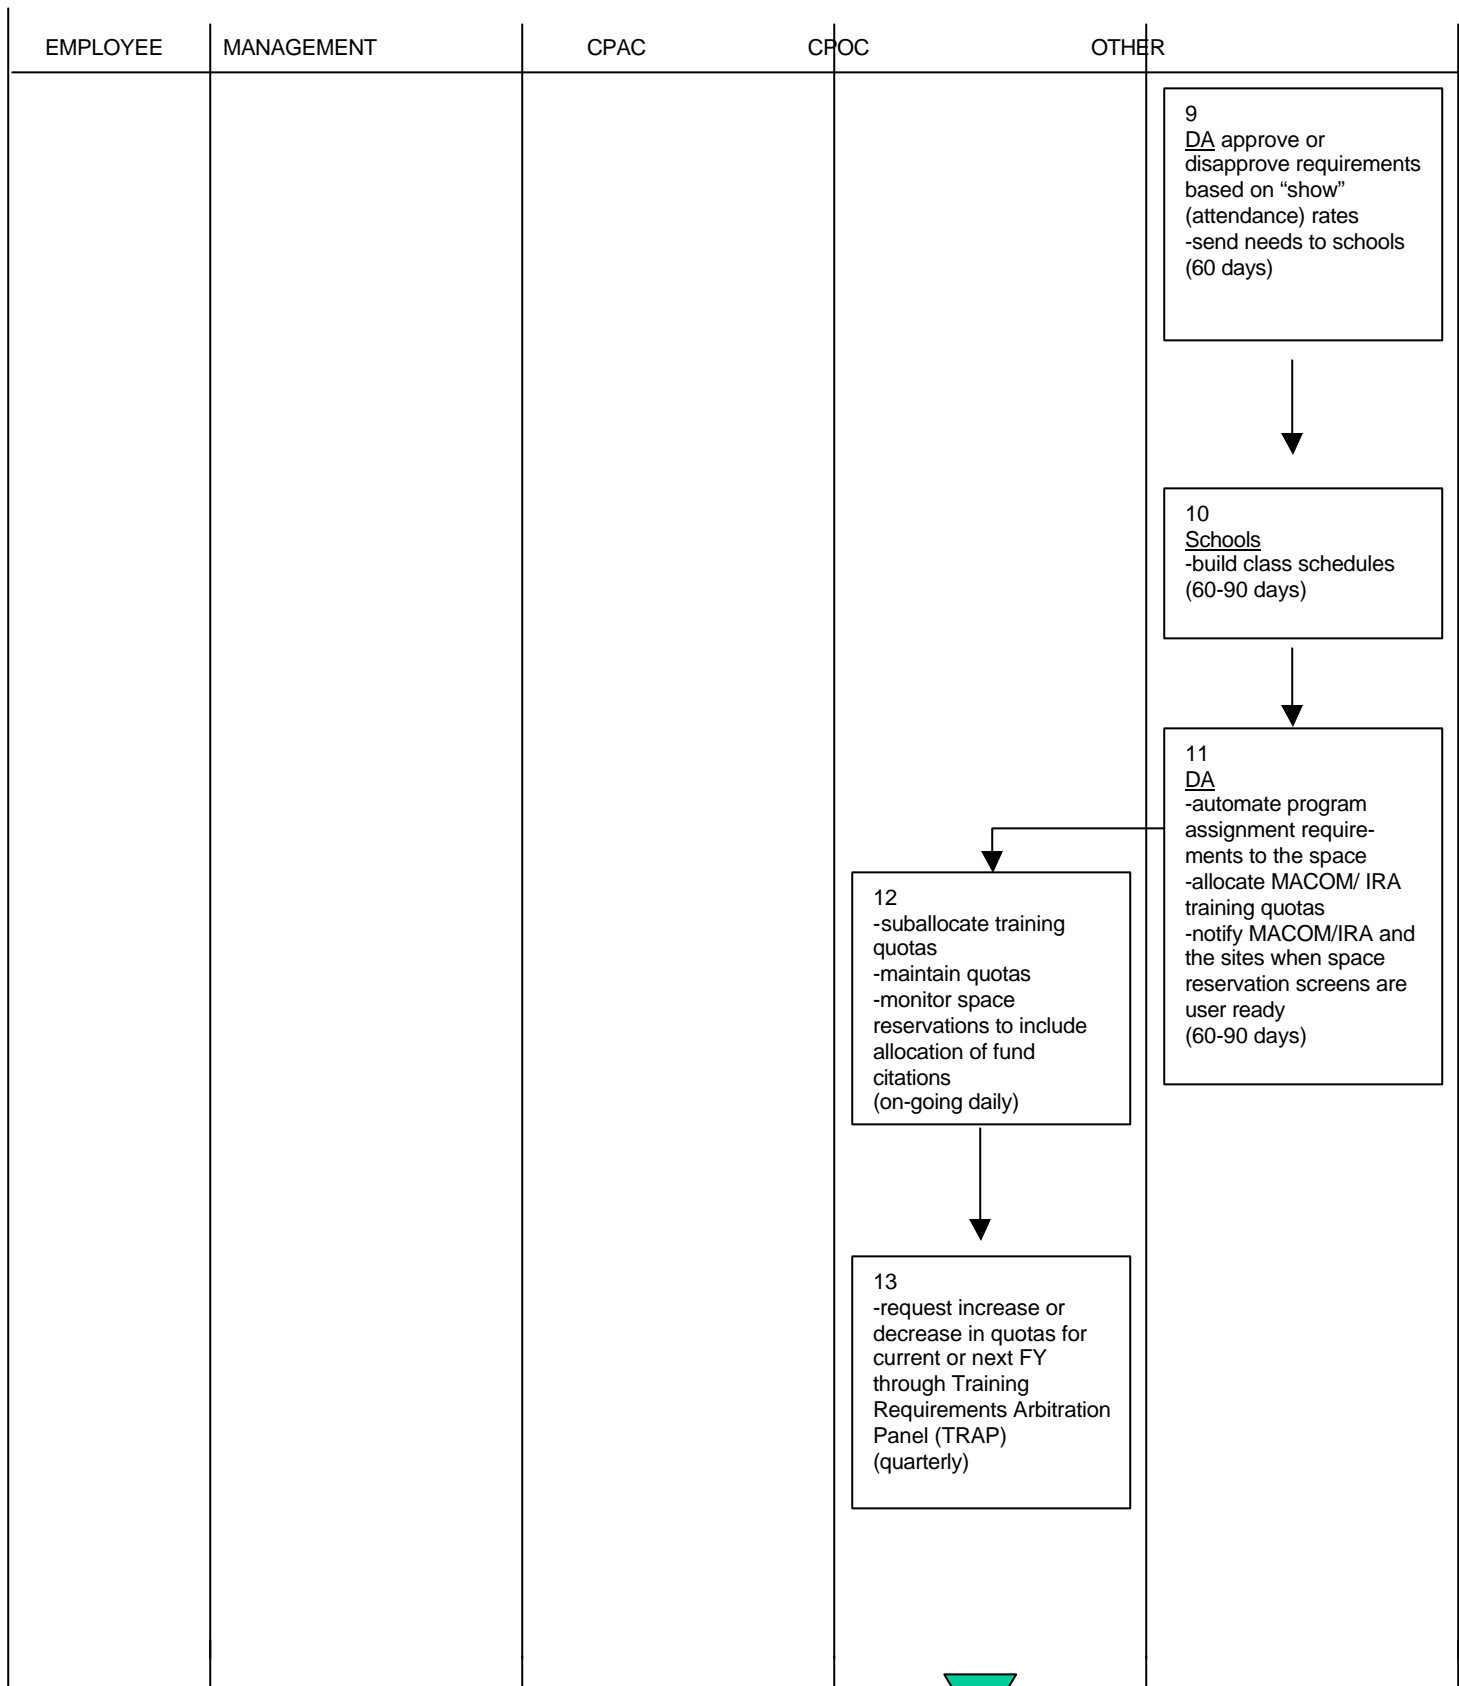 EMPLOYEE MANAGEMENT CPAC CPOC OTHER
9
DA approve or
disapprove requirements
based on “show”
(attendance) rates
-send needs to schools
(60 days)
10
Schools
-build class schedules
(60-90 days)
11
DA
-automate program
assignment require-
ments to the space
-allocate MACOM/ IRA
training quotas
-notify MACOM/IRA and
the sites when space
reservation screens are
user ready
(60-90 days)
12
-suballocate training
quotas
-maintain quotas
-monitor space
reservations to include
allocation of fund
citations
(on-going daily)
13
-request increase or
decrease in quotas for
current or next FY
through Training
Requirements Arbitration
Panel (TRAP)
(quarterly)